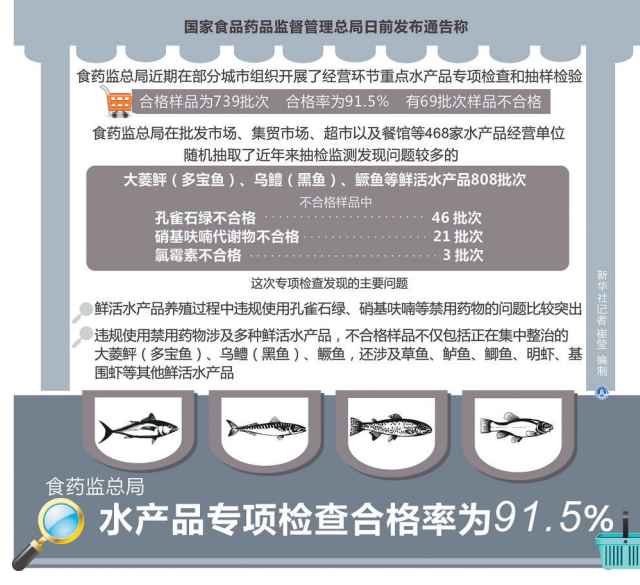 国家食品药品监督管理总局日前发布通告称
食药监总局近期在部分城市组织开展了经营环节重点水产品专项检查和抽样检验
合格样品为739批次 合格率为91.5% 有69批次样品不合格
食药监总局在批发市场、集贸市场、超市以及餐馆等468家水产品经营单位
随机抽取了近年来抽检监测发现问题较多的
大菱鲆（多宝鱼）、乌鳢（黑鱼）、鳜鱼等鲜活水产品808批次
不合格样品中
孔雀石绿不合格 ························ 46 批次
硝基呋喃代谢物不合格 ·················· 21 批次
氯霉素不合格 ·························· 3 批次
这次专项检查发现的主要问题
鲜活水产品养殖过程中违规使用孔雀石绿、硝基呋喃等禁用药物的问题比较突出
违规使用禁用药物涉及多种鲜活水产品，不合格样品不仅包括正在集中整治的
大菱鲆（多宝鱼）、乌鳢（黑鱼）、鳜鱼，还涉及草鱼、鲈鱼、鲫鱼、明虾、基
围虾等其他鲜活水产品
新华社记者 崔莹 编制
食药监总局
水产品专项检查合格率为91.5%